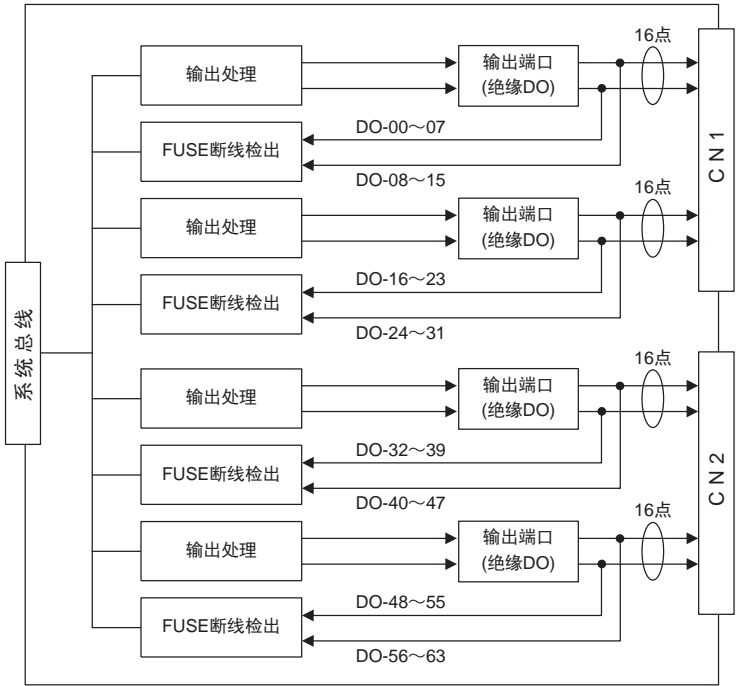 16点
输出处理
输出端口
(绝缘DO)
DO-00～07
FUSE断线检出
DO-08～15
CN1
16点
输出处理
输出端口
(绝缘DO)
DO-16～23
FUSE断线检出
DO-24～31
系统总线
16点
输出处理
输出端口
(绝缘DO)
DO-32～39
FUSE断线检出
DO-40～47
CN2
16点
输出处理
输出端口
(绝缘DO)
DO-48～55
FUSE断线检出
DO-56～63